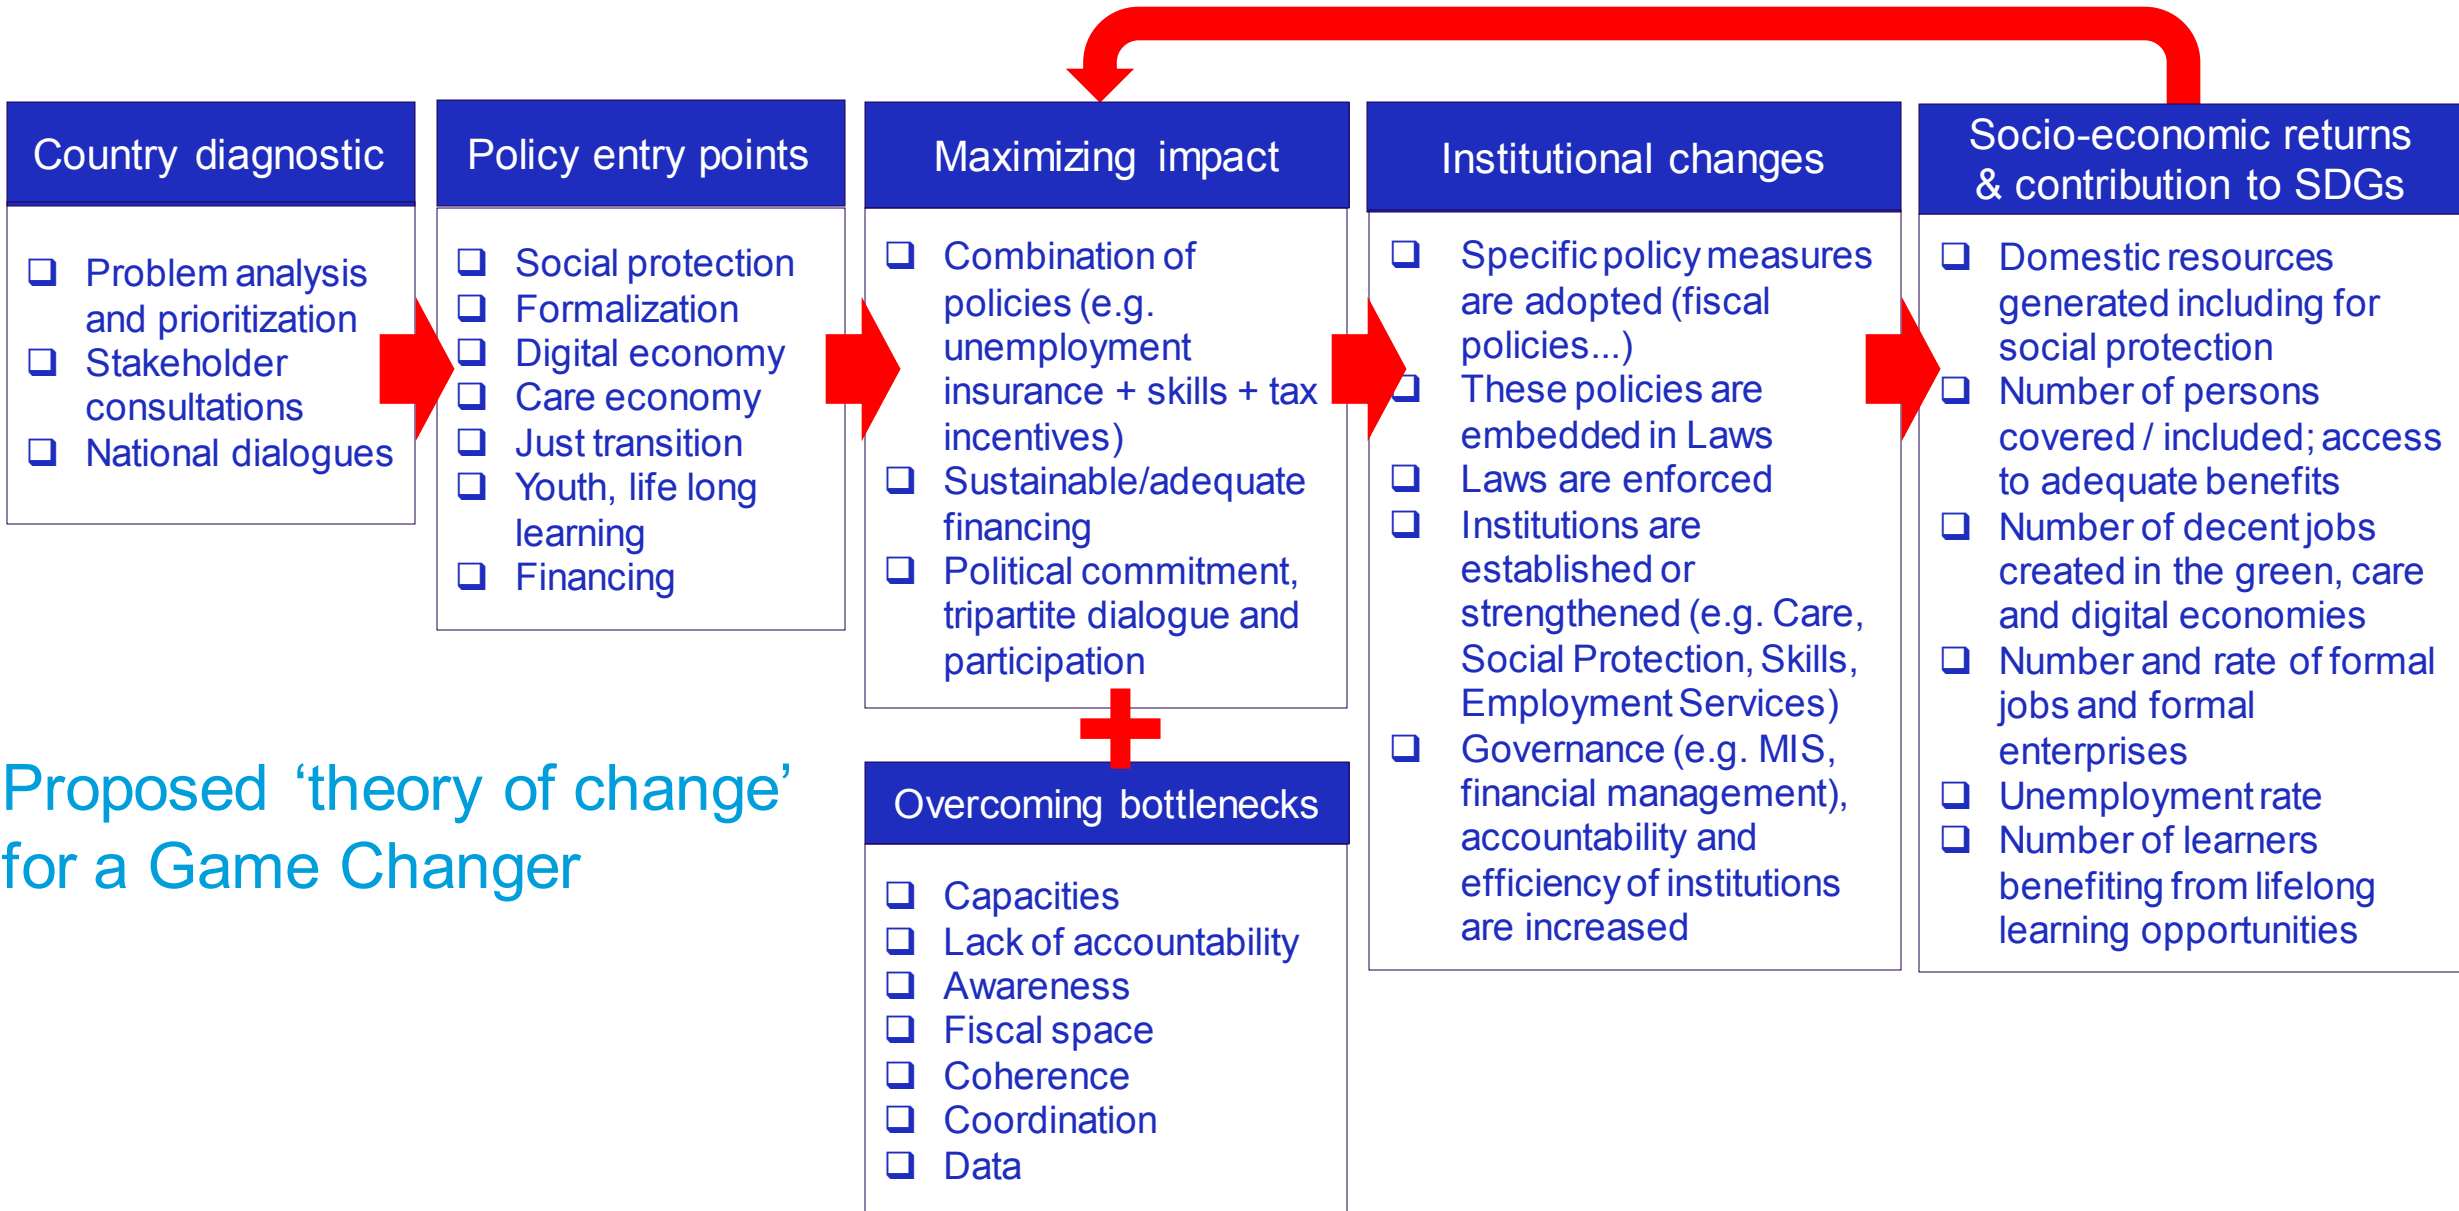 Country diagnostic
Problem analysis
and prioritization
Stakeholder
consultations
National dialogues
Policy entry points
Social protection
Formalization
Digital economy
Care economy
Just transition
Youth, life long
learning
Financing
Maximizing impact
Combination of
policies (e.g.
unemployment
insurance + skills + tax
incentives)
Sustainable/adequate
financing
Political commitment,
tripartite dialogue and
participation
Overcoming bottlenecks
Capacities
Lack of accountability
Awareness
Fiscal space
Coherence
Coordination
Data
Institutional changes
Specific policy measures
are adopted (fiscal
policies...)
These policies are
embedded in Laws
Laws are enforced
Institutions are
established or
strengthened (e.g. Care,
Social Protection, Skills,
Employment Services)
Governance (e.g. MIS,
financial management),
accountability and
efficiency of institutions
are increased
Socio-economic returns
& contribution to SDGs
Domestic resources
generated including for
social protection
Number of persons
covered / included; access
to adequate benefits
Number of decent jobs
created in the green, care
and digital economies
Number and rate of formal
jobs and formal
enterprises
Unemployment rate
Number of learners
benefiting from lifelong
learning opportunities
Proposed ‘theory of change’
for a Game Changer